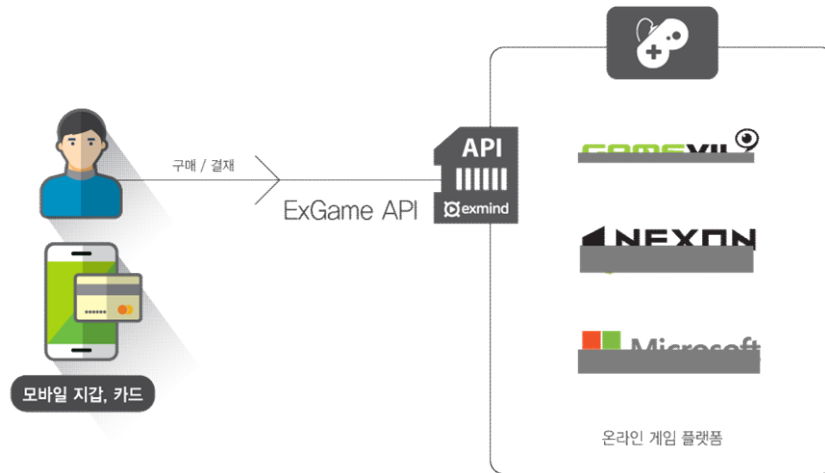 구매 / 결재
ExGame API
API
exmind
모바일 지갑, 카드
GAMEVIL
NEXON
Microsoft
온라인 게임 플랫폼